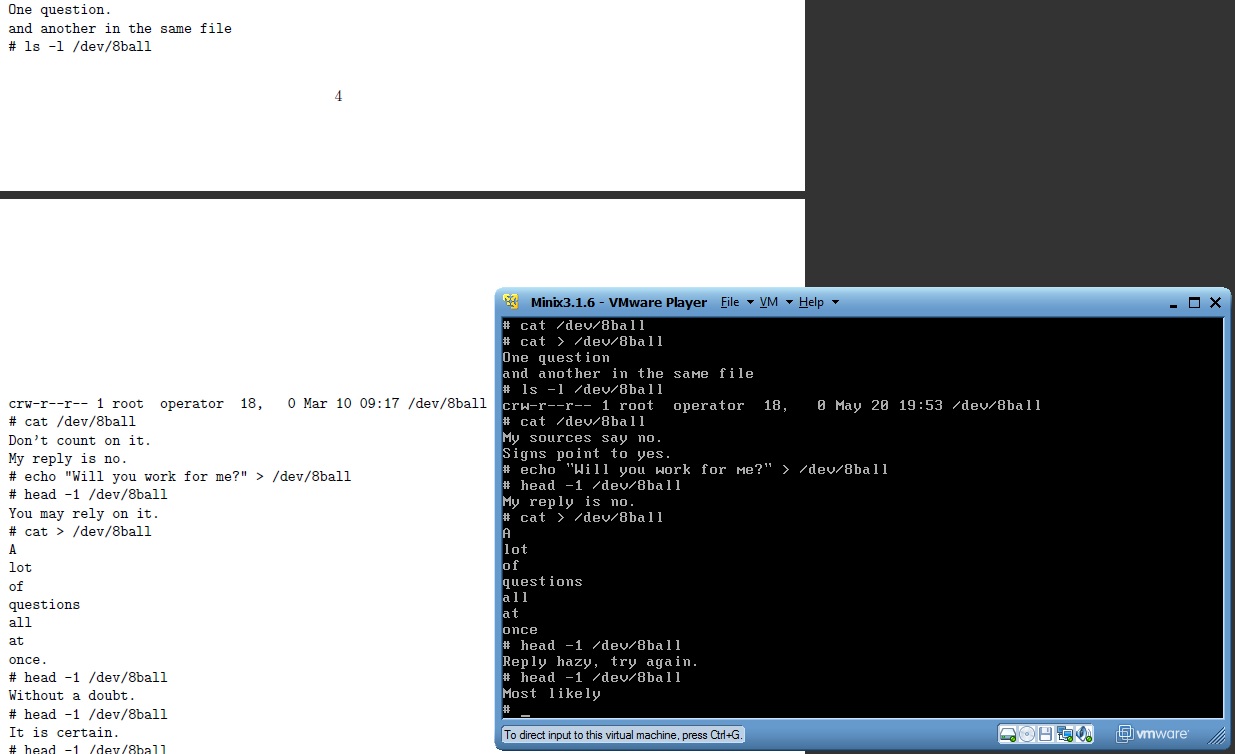 One question.
and another in the same file
# ls -l /dev/8ball
4
crw-r--r-- 1 root  operator  18,   0 Mar 10 09:17 /dev/8ball
# cat /dev/8ball
Don't count on it.
My reply is no.
# echo "Will you work for me?" > /dev/8ball
# head -1 /dev/8ball
You may rely on it.
# cat > /dev/8ball
A
lot
of
questions
all
at
once.
# head -1 /dev/8ball
Without a doubt.
# head -1 /dev/8ball
It is certain.
# head -1 /dev/8ball
Minix3.1.6 - VMware Player File VM Help
# cat /dev/8ball
# cat > /dev/8ball
One question
and another in the same file
# ls -l /dev/8ball
crw-r--r-- 1 root  operator  18,   0 May 20 19:53 /dev/8ball
# cat /dev/8ball
My sources say no.
Signs point to yes.
# echo "Will you work for me?" > /dev/8ball
# head -1 /dev/8ball
My reply is no.
# cat > /dev/8ball
A
lot
of
questions
all
at
once
# head -1 /dev/8ball
Reply hazy, try again.
# head -1 /dev/8ball
Most likely
# _
To direct input to this virtual machine, press Ctrl+G.
vmware